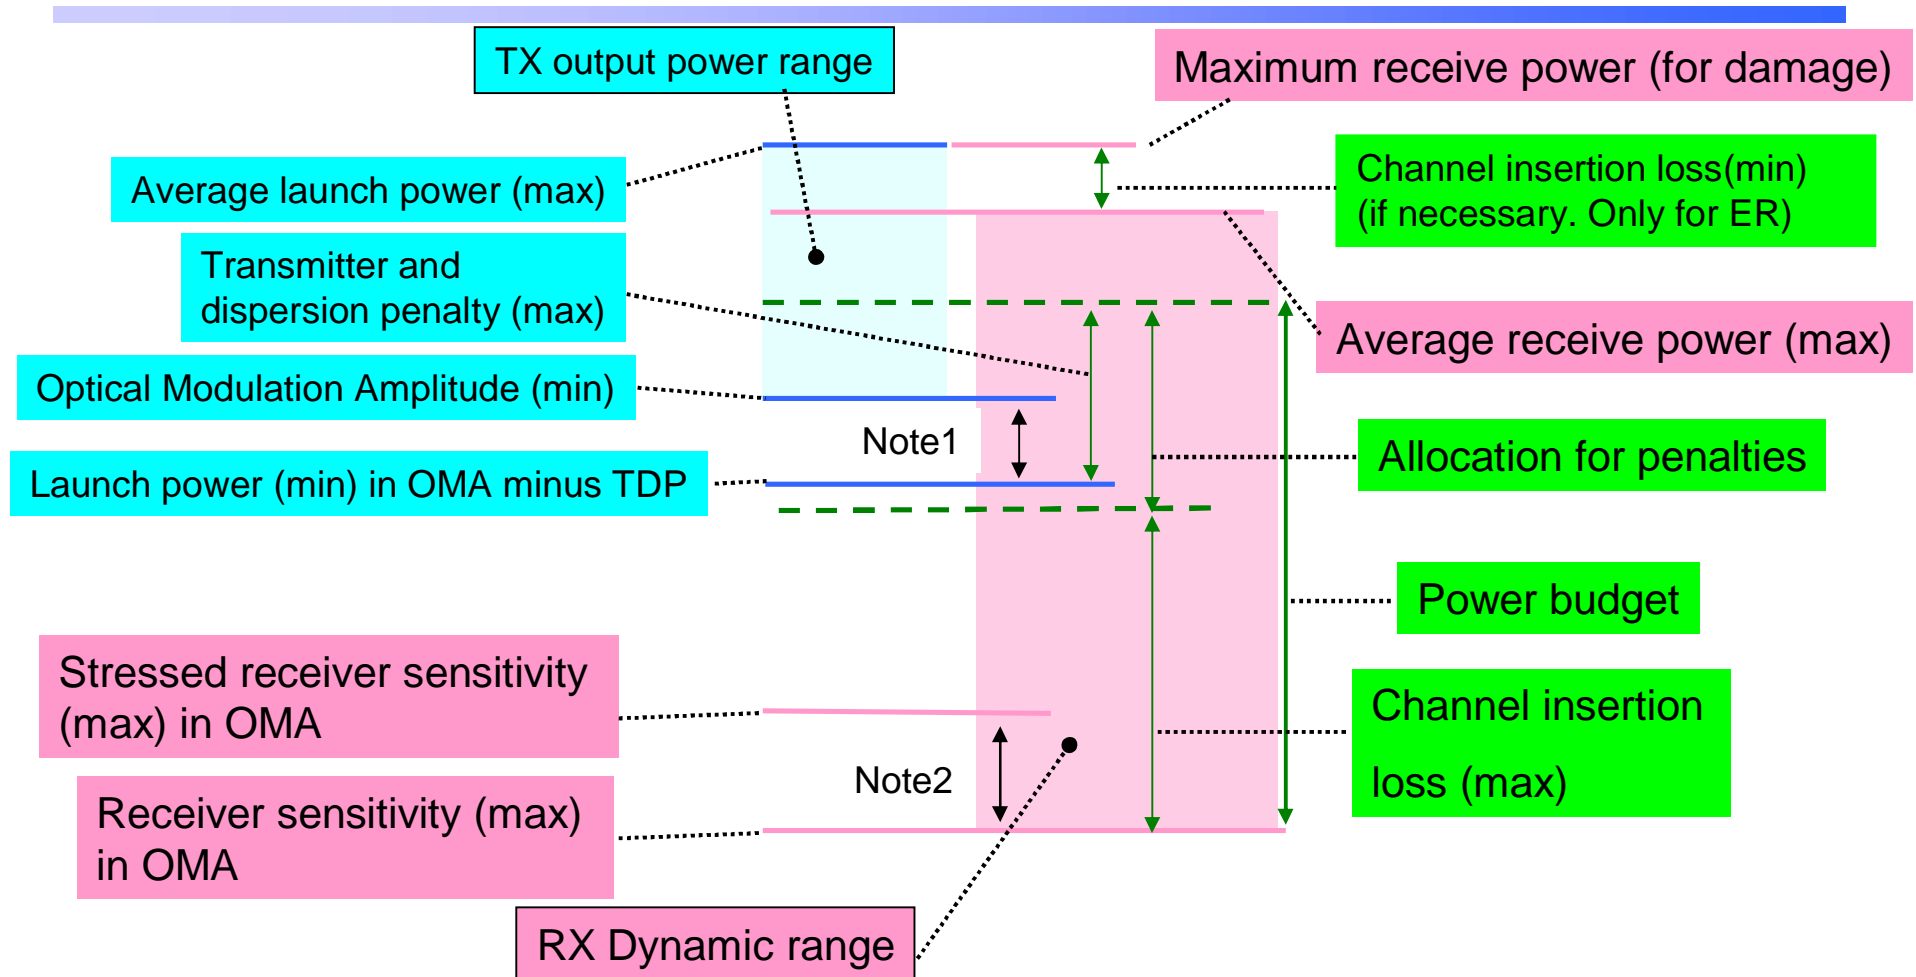 TX output power range
Maximum receive power (for damage)
Average launch power (max)
Channel insertion loss(min)
(if necessary. Only for ER)
Transmitter and
dispersion penalty (max)
Average receive power (max)
Optical Modulation Amplitude (min)
Note1
Allocation for penalties
Launch power (min) in OMA minus TDP
Power budget
Stressed receiver sensitivity
(max) in OMA
Channel insertion
loss (max)
Note2
Receiver sensitivity (max)
in OMA
RX Dynamic range